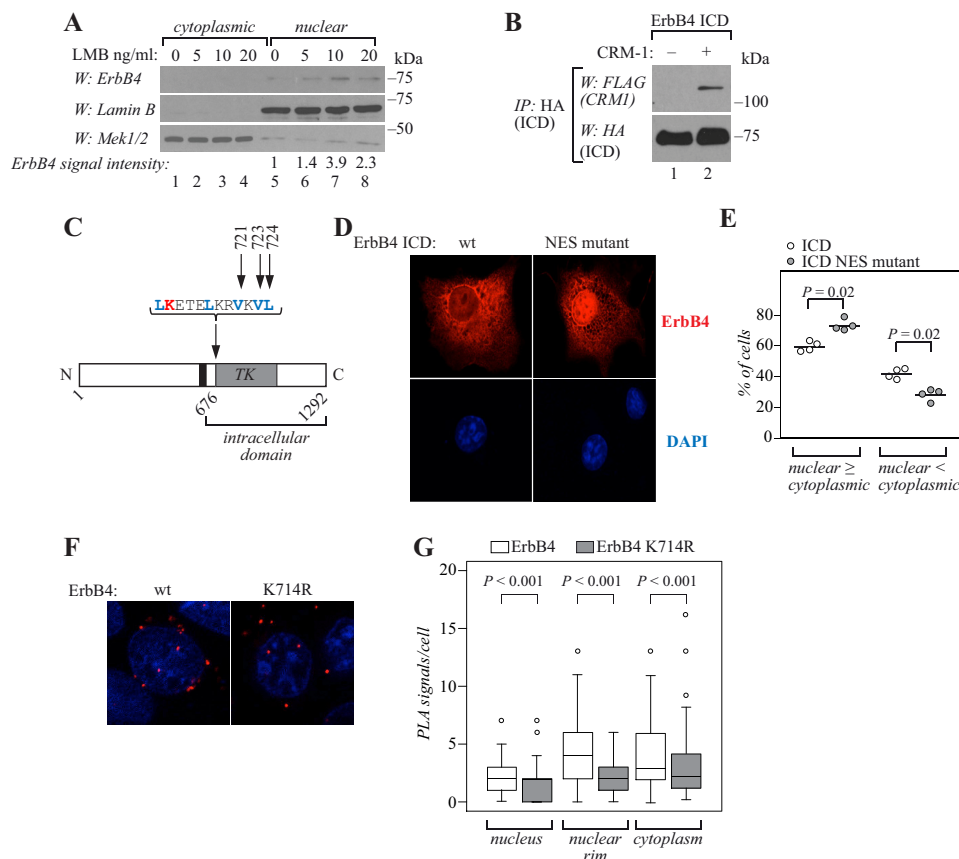 A
cytoplasmic nuclear
LMB ng/ml: 0 5 10 20 0 5 10 20 kDa
W: ErbB4 –75
W: Lamin B –75
W: Mek1/2 –50
ErbB4 signal intensity: 1 1.4 3.9 2.3
1 2 3 4 5 6 7 8
B
ErbB4 ICD
CRM-1: – + kDa
IP: HA
(ICD)
W: FLAG
(CRM1)
–100
W: HA
(ICD)
–75
1 2
C
721 723 724
LKETELKRVKVL
N TK C
1 676 1292
intracellular
domain
D
ErbB4 ICD: wt NES mutant
ErbB4
DAPI
E
ICD
ICD NES mutant
P = 0.02
P = 0.02
% of cells
80
60
40
20
0
nuclear ≥
cytoplasmic
nuclear <
cytoplasmic
F
ErbB4: wt K714R
G
ErbB4 ErbB4 K714R
P < 0.001 P < 0.001 P < 0.001
PLA signals/cell
20
15
10
5
0
nucleus nuclear
rim
cytoplasm